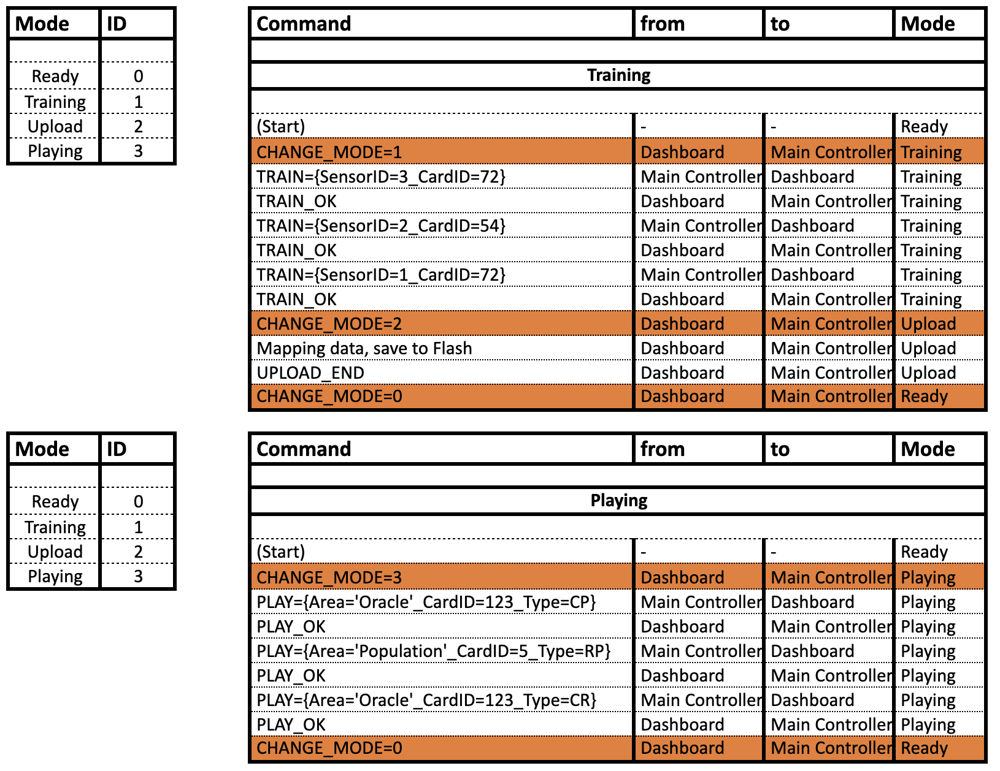 Mode ID
Ready 0
Training 1
Upload 2
Playing 3
Command from to Mode
Training
(Start) - - Ready
CHANGE_MODE=1 Dashboard Main Controller Training
TRAIN={SensorID=3_CardID=72} Main Controller Dashboard Training
TRAIN_OK Dashboard Main Controller Training
TRAIN={SensorID=2_CardID=54} Main Controller Dashboard Training
TRAIN_OK Dashboard Main Controller Training
TRAIN={SensorID=1_CardID=72} Main Controller Dashboard Training
TRAIN_OK Dashboard Main Controller Training
CHANGE_MODE=2 Dashboard Main Controller Upload
Mapping data, save to Flash Dashboard Main Controller Upload
UPLOAD_END Dashboard Main Controller Upload
CHANGE_MODE=0 Dashboard Main Controller Ready
Mode ID
Ready 0
Training 1
Upload 2
Playing 3
Command from to Mode
Playing
(Start) - - Ready
CHANGE_MODE=3 Dashboard Main Controller Playing
PLAY={Area='Oracle'_CardID=123_Type=CP} Main Controller Dashboard Playing
PLAY_OK Dashboard Main Controller Playing
PLAY={Area='Population'_CardID=5_Type=RP} Main Controller Dashboard Playing
PLAY_OK Dashboard Main Controller Playing
PLAY={Area='Oracle'_CardID=123_Type=CR} Main Controller Dashboard Playing
PLAY_OK Dashboard Main Controller Playing
CHANGE_MODE=0 Dashboard Main Controller Ready